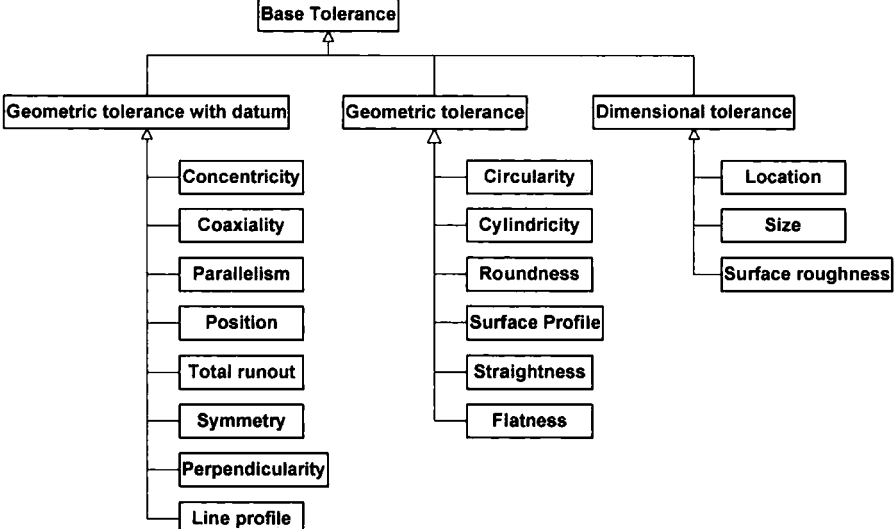 Base Tolerance
Geometric tolerance with datum
Geometric tolerance
Dimensional tolerance
Concentricity
Coaxiality
Parallelism
Position
Total runout
Symmetry
Perpendicularity
Line profile
Circularity
Cylindricity
Roundness
Surface Profile
Straightness
Flatness
Location
Size
Surface roughness